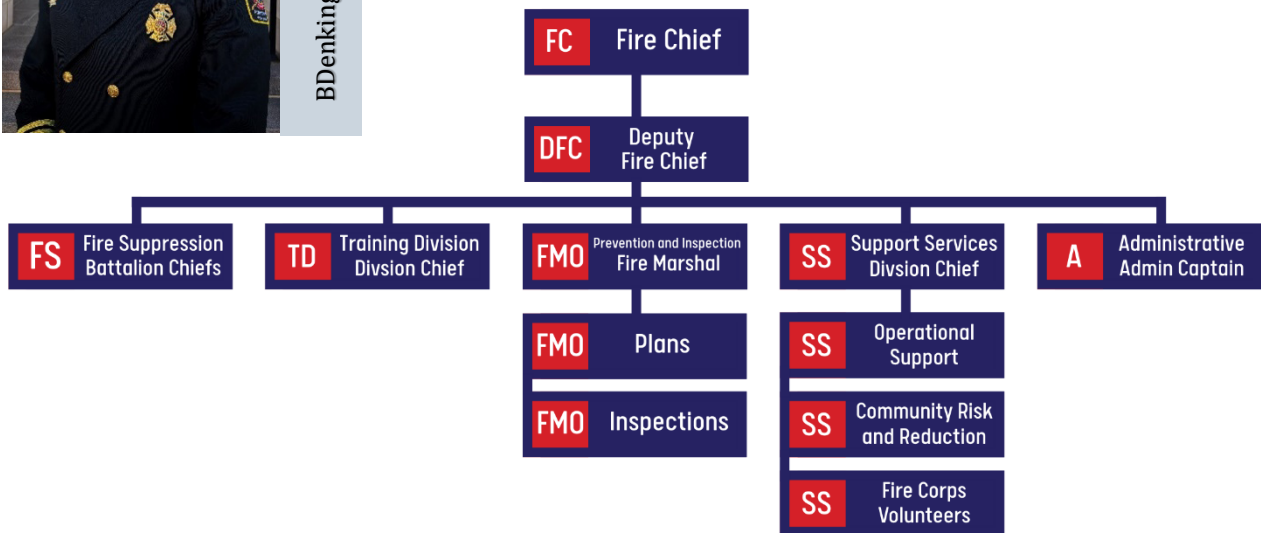 BDenking
FC Fire Chief
DFC Deputy
Fire Chief
FS Fire Suppression
Battalion Chiefs
TD Training Division
Divsion Chief
FMO Prevention and Inspection
Fire Marshal
SS Support Services
Divsion Chief
A Administrative
Admin Captain
FMO Plans
FMO Inspections
SS Operational
Support
SS Community Risk
and Reduction
SS Fire Corps
Volunteers